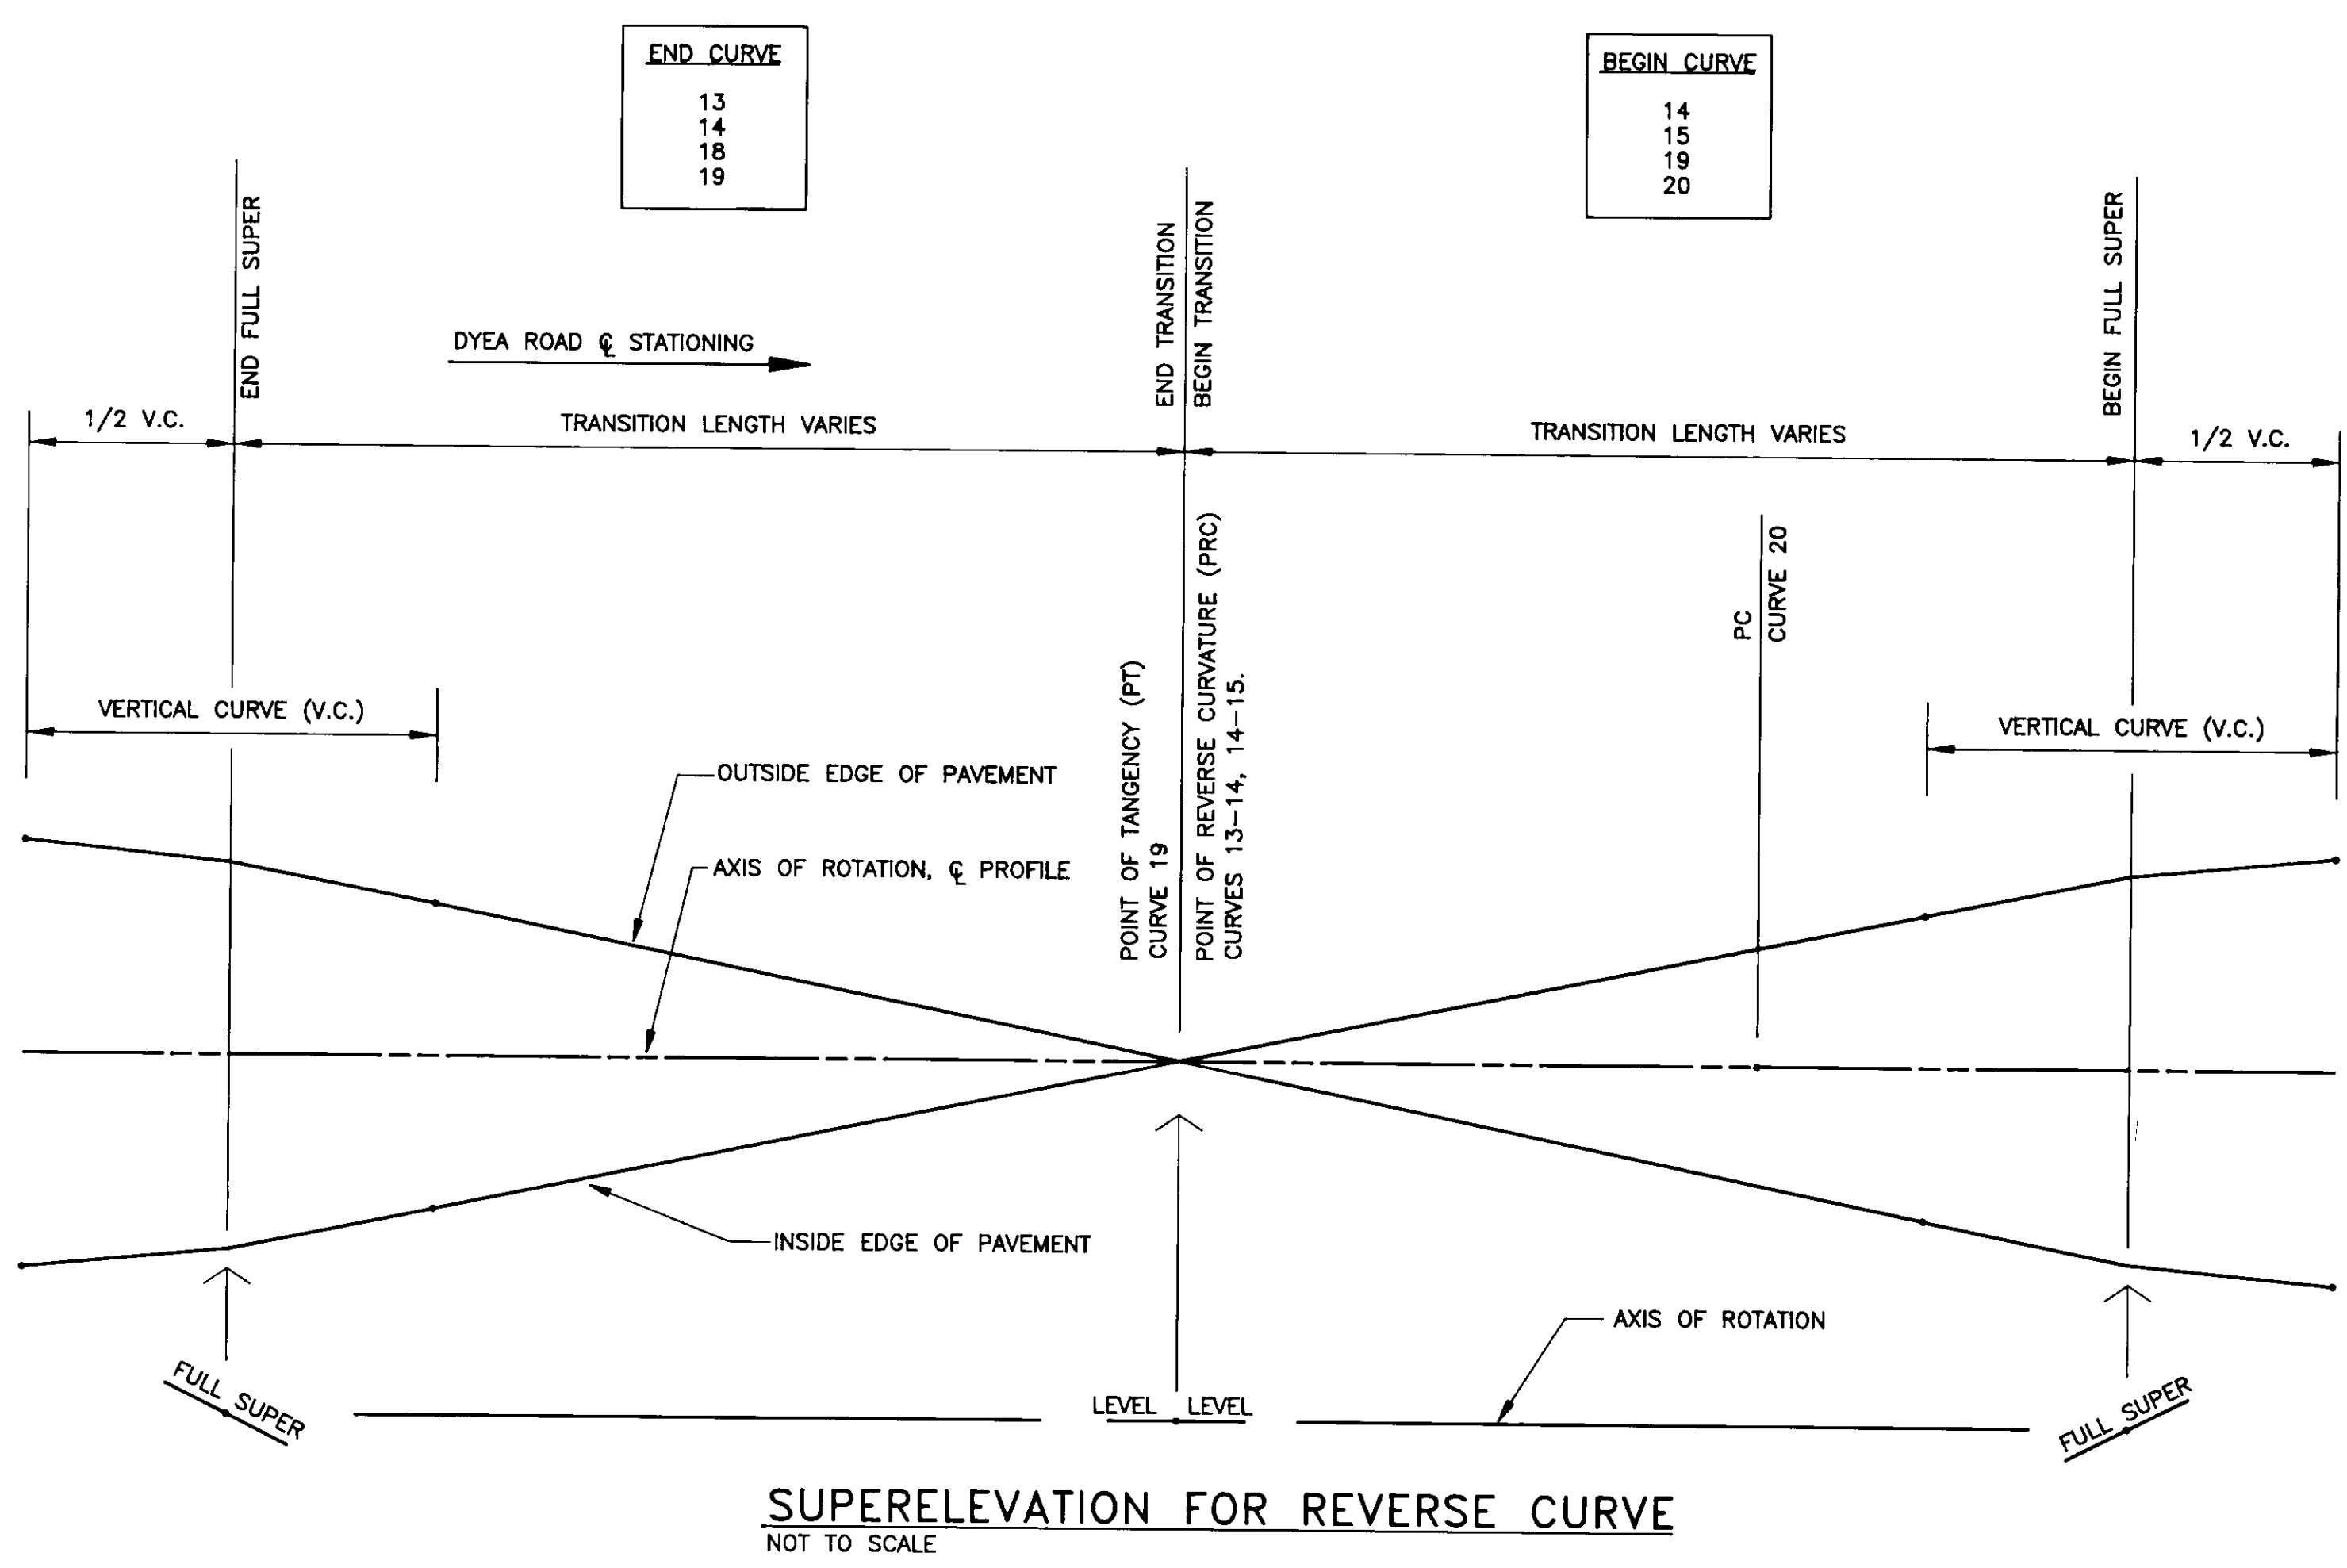 END CURVE
13
14
18
19
BEGIN CURVE
14
15
19
20
END FULL SUPER
END TRANSITION
BEGIN TRANSITION
BEGIN FULL SUPER
DYEA ROAD ℄ STATIONING
1/2 V.C.
TRANSITION LENGTH VARIES
TRANSITION LENGTH VARIES
1/2 V.C.
POINT OF TANGENCY (PT)
CURVE 19
POINT OF REVERSE CURVATURE (PRC)
CURVES 13-14, 14-15.
PC
CURVE 20
VERTICAL CURVE (V.C.)
VERTICAL CURVE (V.C.)
OUTSIDE EDGE OF PAVEMENT
AXIS OF ROTATION, ℄ PROFILE
INSIDE EDGE OF PAVEMENT
AXIS OF ROTATION
FULL SUPER
LEVEL LEVEL
FULL SUPER
SUPERELEVATION FOR REVERSE CURVE
NOT TO SCALE